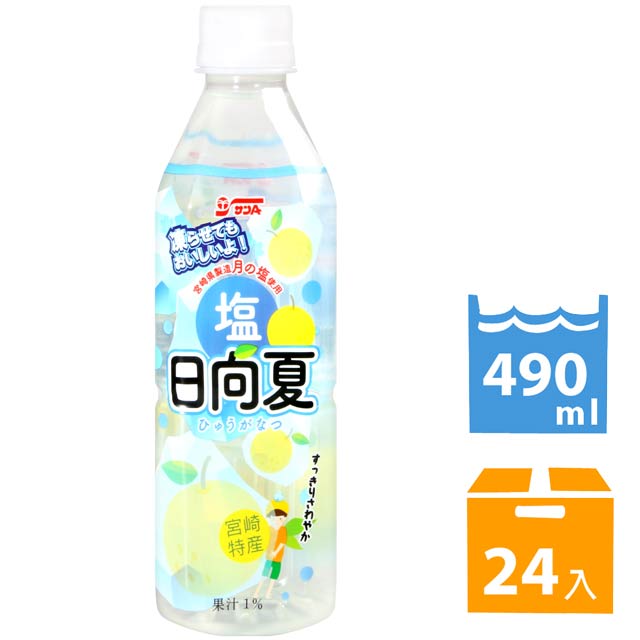 サンA
凍らせても
おいしいよ!
宮崎県製造月の塩使用
塩
日向夏
ひゅうがなつ
すっきりさわやか
宮崎
特産
果汁1%
490
ml
24入